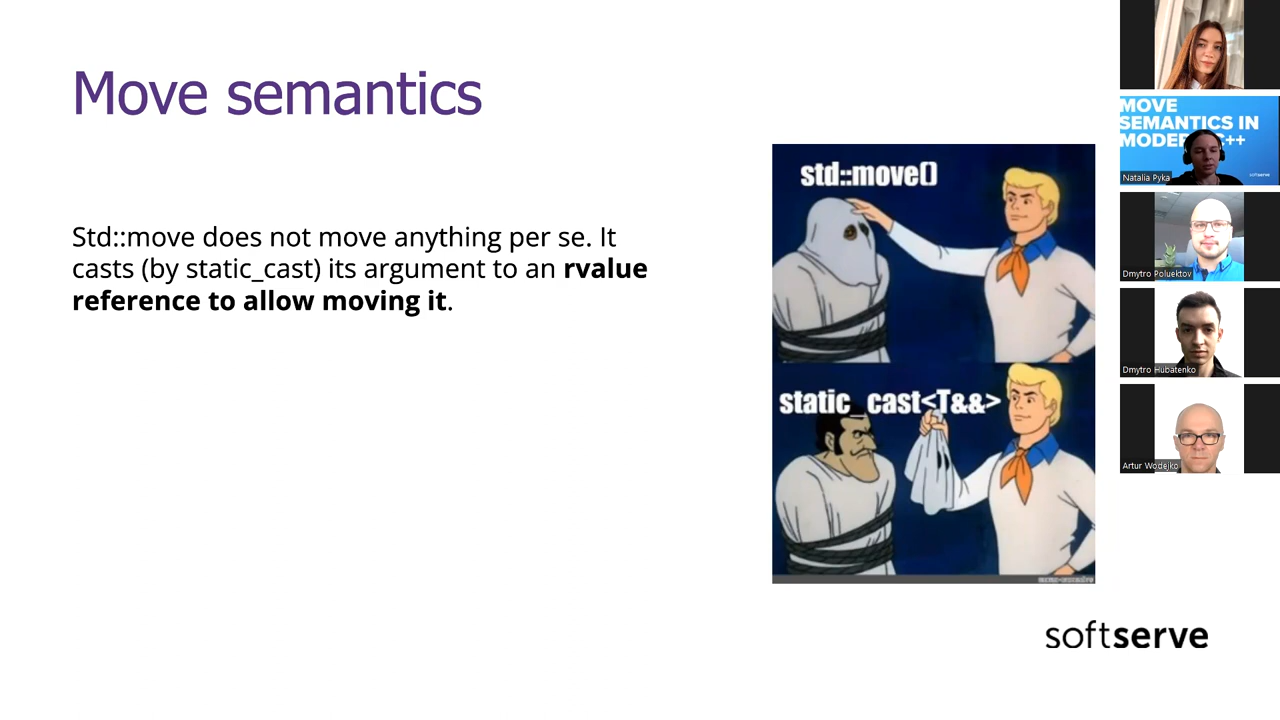 Move semantics
Std::move does not move anything per se. It
casts (by static_cast) its argument to an rvalue
reference to allow moving it.
std::move()
static_cast<T&&>
softserve
MOVE
SEMANTICS IN
MODERN C++
Natalia Pyka
softserve
Dmytro Poluektov
Dmytro Hubatenko
Artur Wodejko